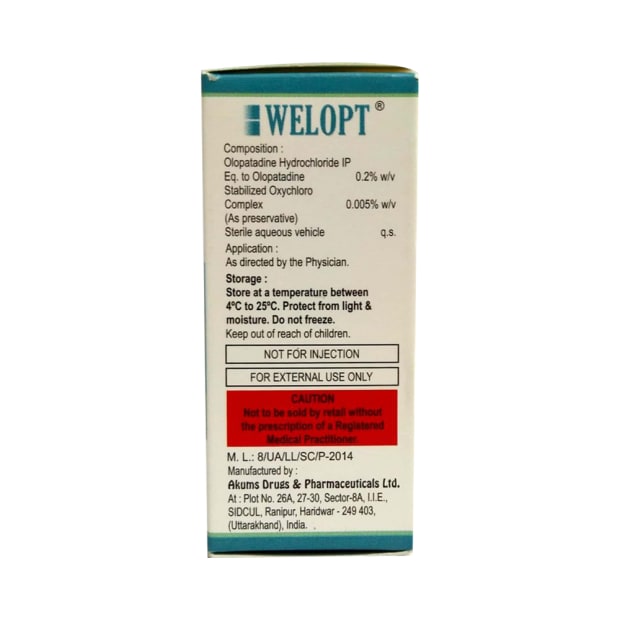 WELOPT ®
Composition :
Olopatadine Hydrochloride IP
Eq. to Olopatadine 0.2% w/v
Stabilized Oxychloro
Complex 0.005% w/v
(As preservative)
Sterile aqueous vehicle q.s.
Application :
As directed by the Physician.
Storage :
Store at a temperature between
4ºC to 25ºC. Protect from light &
moisture. Do not freeze.
Keep out of reach of children.
NOT FOR INJECTION
FOR EXTERNAL USE ONLY
CAUTION
Not to be sold by retail without
the prescription of a Registered
Medical Practitioner.
M. L.: 8/UA/LL/SC/P-2014
Manufactured by :
Akums Drugs & Pharmaceuticals Ltd.
At : Plot No. 26A, 27-30, Sector-8A, I.I.E.,
SIDCUL, Ranipur, Haridwar - 249 403,
(Uttarakhand), India.